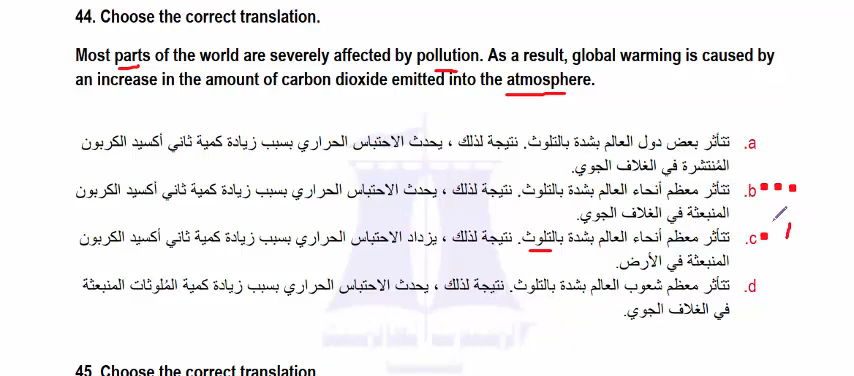 44. Choose the correct translation.
Most parts of the world are severely affected by pollution. As a result, global warming is caused by
an increase in the amount of carbon dioxide emitted into the atmosphere.
a. تتأثر بعض دول العالم بشدة بالتلوث. نتيجة لذلك ، يحدث الاحتباس الحراري بسبب زيادة كمية ثاني أكسيد الكربون
المُنتشرة في الغلاف الجوي.
b. تتأثر معظم أنحاء العالم بشدة بالتلوث. نتيجة لذلك ، يحدث الاحتباس الحراري بسبب زيادة كمية ثاني أكسيد الكربون
المنبعثة في الغلاف الجوي.
c. تتأثر معظم أنحاء العالم بشدة بالتلوث. نتيجة لذلك ، يزداد الاحتباس الحراري بسبب زيادة كمية ثاني أكسيد الكربون
المنبعثة في الأرض.
d. تتأثر معظم شعوب العالم بشدة بالتلوث. نتيجة لذلك ، يحدث الاحتباس الحراري بسبب زيادة كمية المُلوثات المنبعثة
في الغلاف الجوي.
45. Choose the correct translation